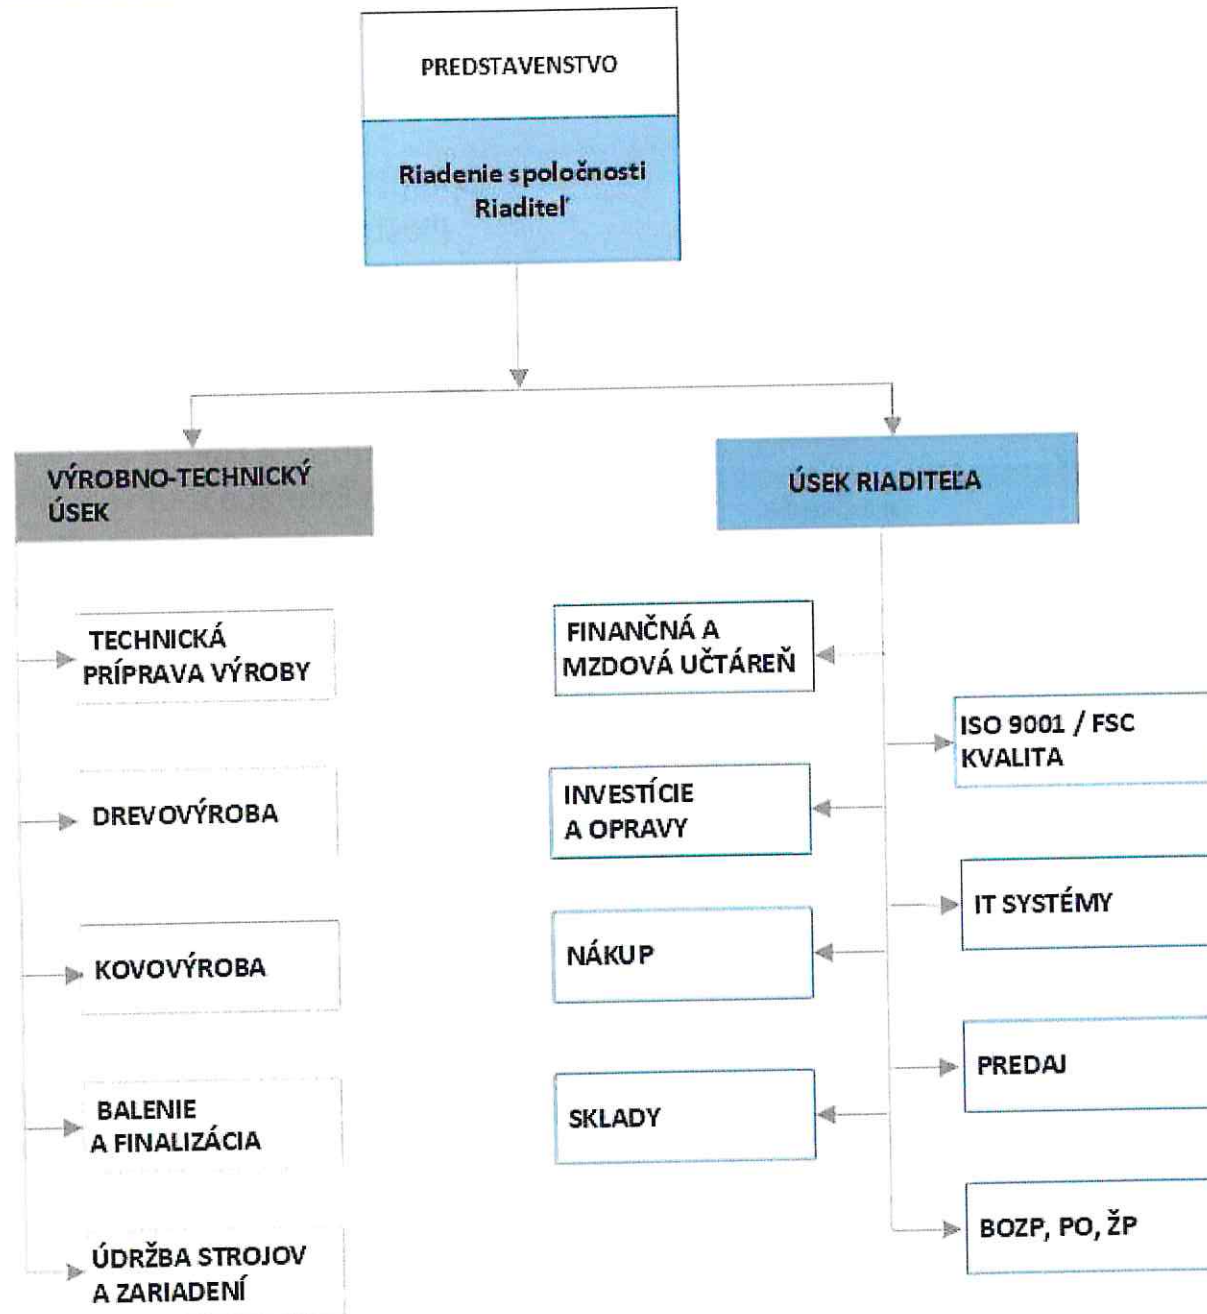 PREDSTAVENSTVO
Riadenie spoločnosti
Riaditeľ
VÝROBNO-TECHNICKÝ
ÚSEK
TECHNICKÁ
PRÍPRAVA VÝROBY
DREVOVÝROBA
KOVOVÝROBA
BALENIE
A FINALIZÁCIA
ÚDRŽBA STROJOV
A ZARIADENÍ
ÚSEK RIADITEĽA
FINANČNÁ A
MZDOVÁ UČTÁREŇ
INVESTÍCIE
A OPRAVY
NÁKUP
SKLADY
ISO 9001 / FSC
KVALITA
IT SYSTÉMY
PREDAJ
BOZP, PO, ŽP